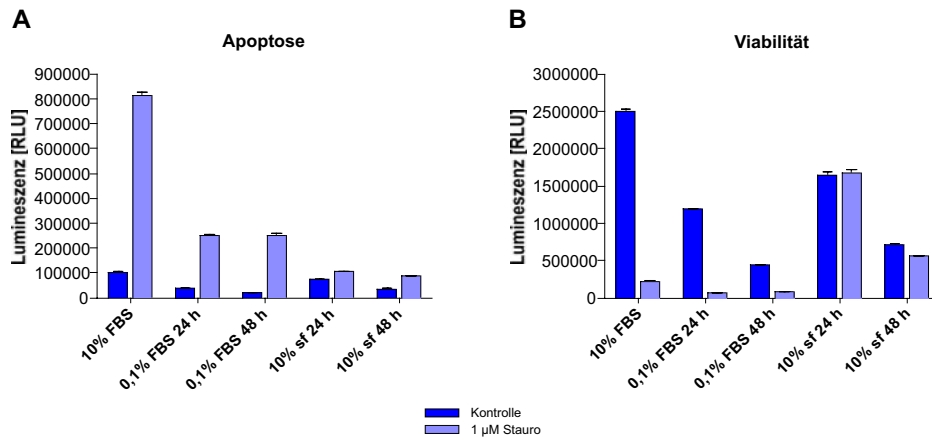 A
Apoptose
Lumineszenz [RLU]
900000
800000
700000
600000
500000
400000
300000
200000
100000
0
10% FBS
0,1% FBS 24 h
0,1% FBS 48 h
10% sf 24 h
10% sf 48 h
B
Viabilität
Lumineszenz [RLU]
3000000
2500000
2000000
1500000
1000000
500000
0
10% FBS
0,1% FBS 24 h
0,1% FBS 48 h
10% sf 24 h
10% sf 48 h
Kontrolle
1 µM Stauro